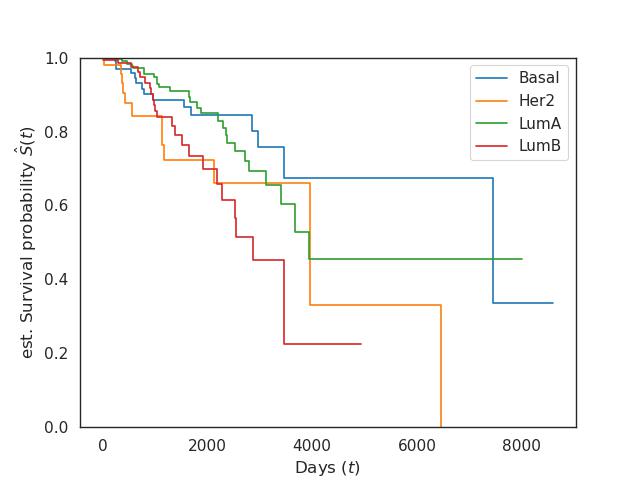 1.0
0.8
0.6
0.4
0.2
0.0
est. Survival probability Ŝ(t)
Basal
Her2
LumA
LumB
0 2000 4000 6000 8000
Days (t)